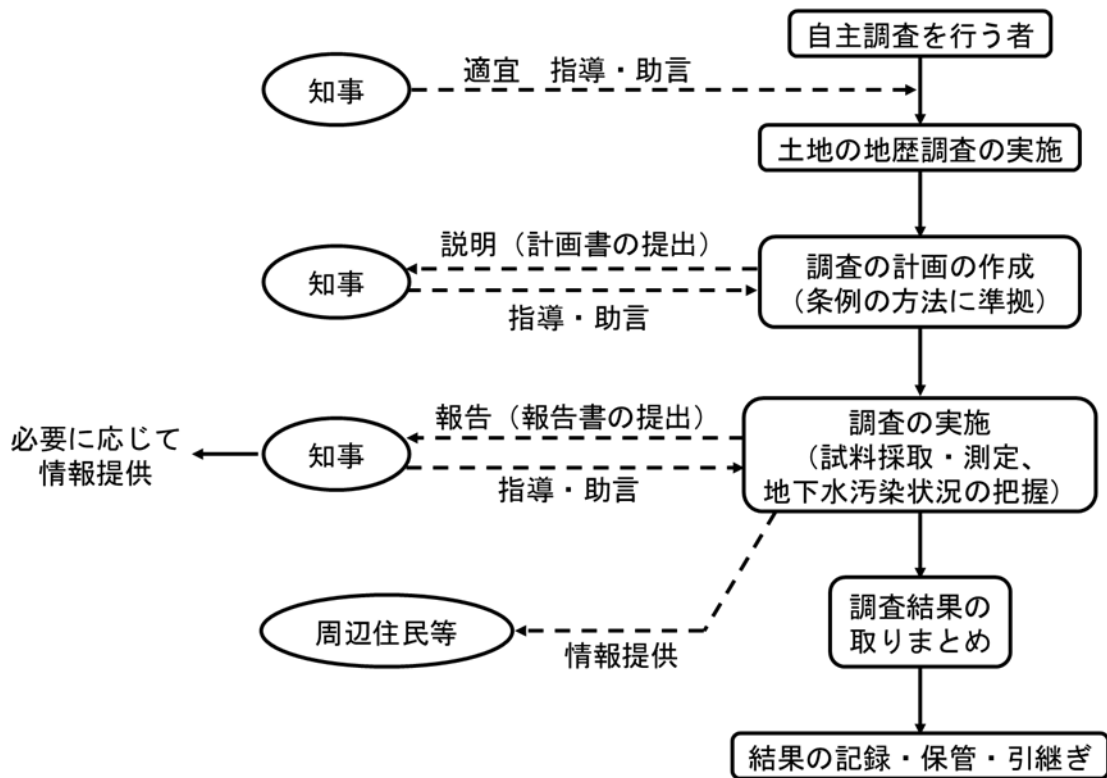 自主調査を行う者
知事
適宜　指導・助言
土地の地歴調査の実施
説明（計画書の提出）
知事
指導・助言
調査の計画の作成
（条例の方法に準拠）
報告（報告書の提出）
必要に応じて
情報提供
知事
指導・助言
調査の実施
（試料採取・測定、
地下水汚染状況の把握）
周辺住民等
情報提供
調査結果の
取りまとめ
結果の記録・保管・引継ぎ